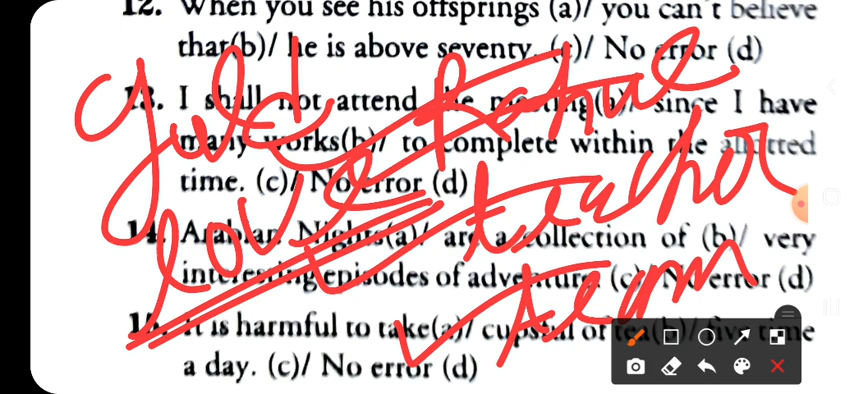 12. When you see his offsprings (a)/ you can't believe
that(b)/ he is above seventy. (c)/ No error (d)
13. I shall not attend the meeting(a)/ since I have
many works(b)/ to complete within the allotted
time. (c)/ No error (d)
14. Arabian Nights(a)/ are a collection of (b)/ very
interesting episodes of adventure. (c)/ No error (d)
15. It is harmful to take(a)/ cupsful of tea(b)/ five time
a day. (c)/ No error (d)
love
teacher
team